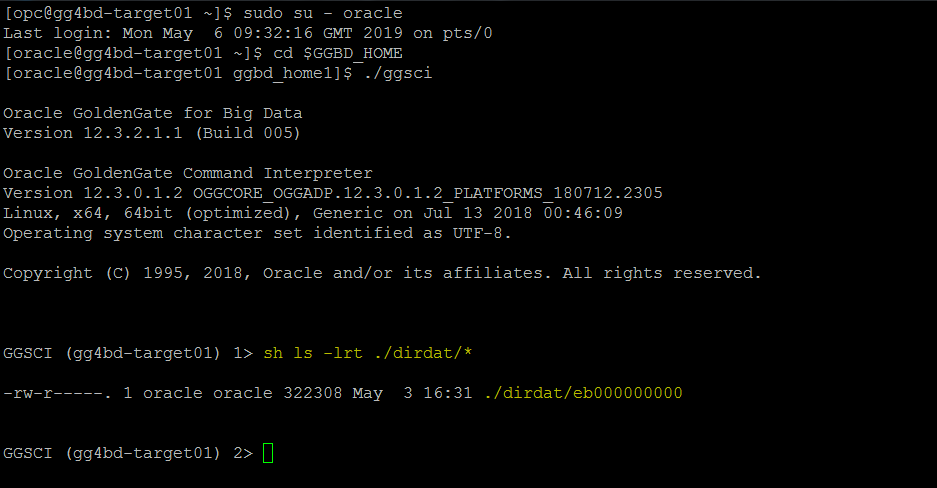 [opc@gg4bd-target01 ~]$ sudo su - oracle
Last login: Mon May  6 09:32:16 GMT 2019 on pts/0
[oracle@gg4bd-target01 ~]$ cd $GGBD_HOME
[oracle@gg4bd-target01 ggbd_home1]$ ./ggsci
Oracle GoldenGate for Big Data
Version 12.3.2.1.1 (Build 005)
Oracle GoldenGate Command Interpreter
Version 12.3.0.1.2 OGGCORE_OGGADP.12.3.0.1.2_PLATFORMS_180712.2305
Linux, x64, 64bit (optimized), Generic on Jul 13 2018 00:46:09
Operating system character set identified as UTF-8.
Copyright (C) 1995, 2018, Oracle and/or its affiliates. All rights reserved.
GGSCI (gg4bd-target01) 1> sh ls -lrt ./dirdat/*
-rw-r-----. 1 oracle oracle 322308 May  3 16:31 ./dirdat/eb000000000
GGSCI (gg4bd-target01) 2>